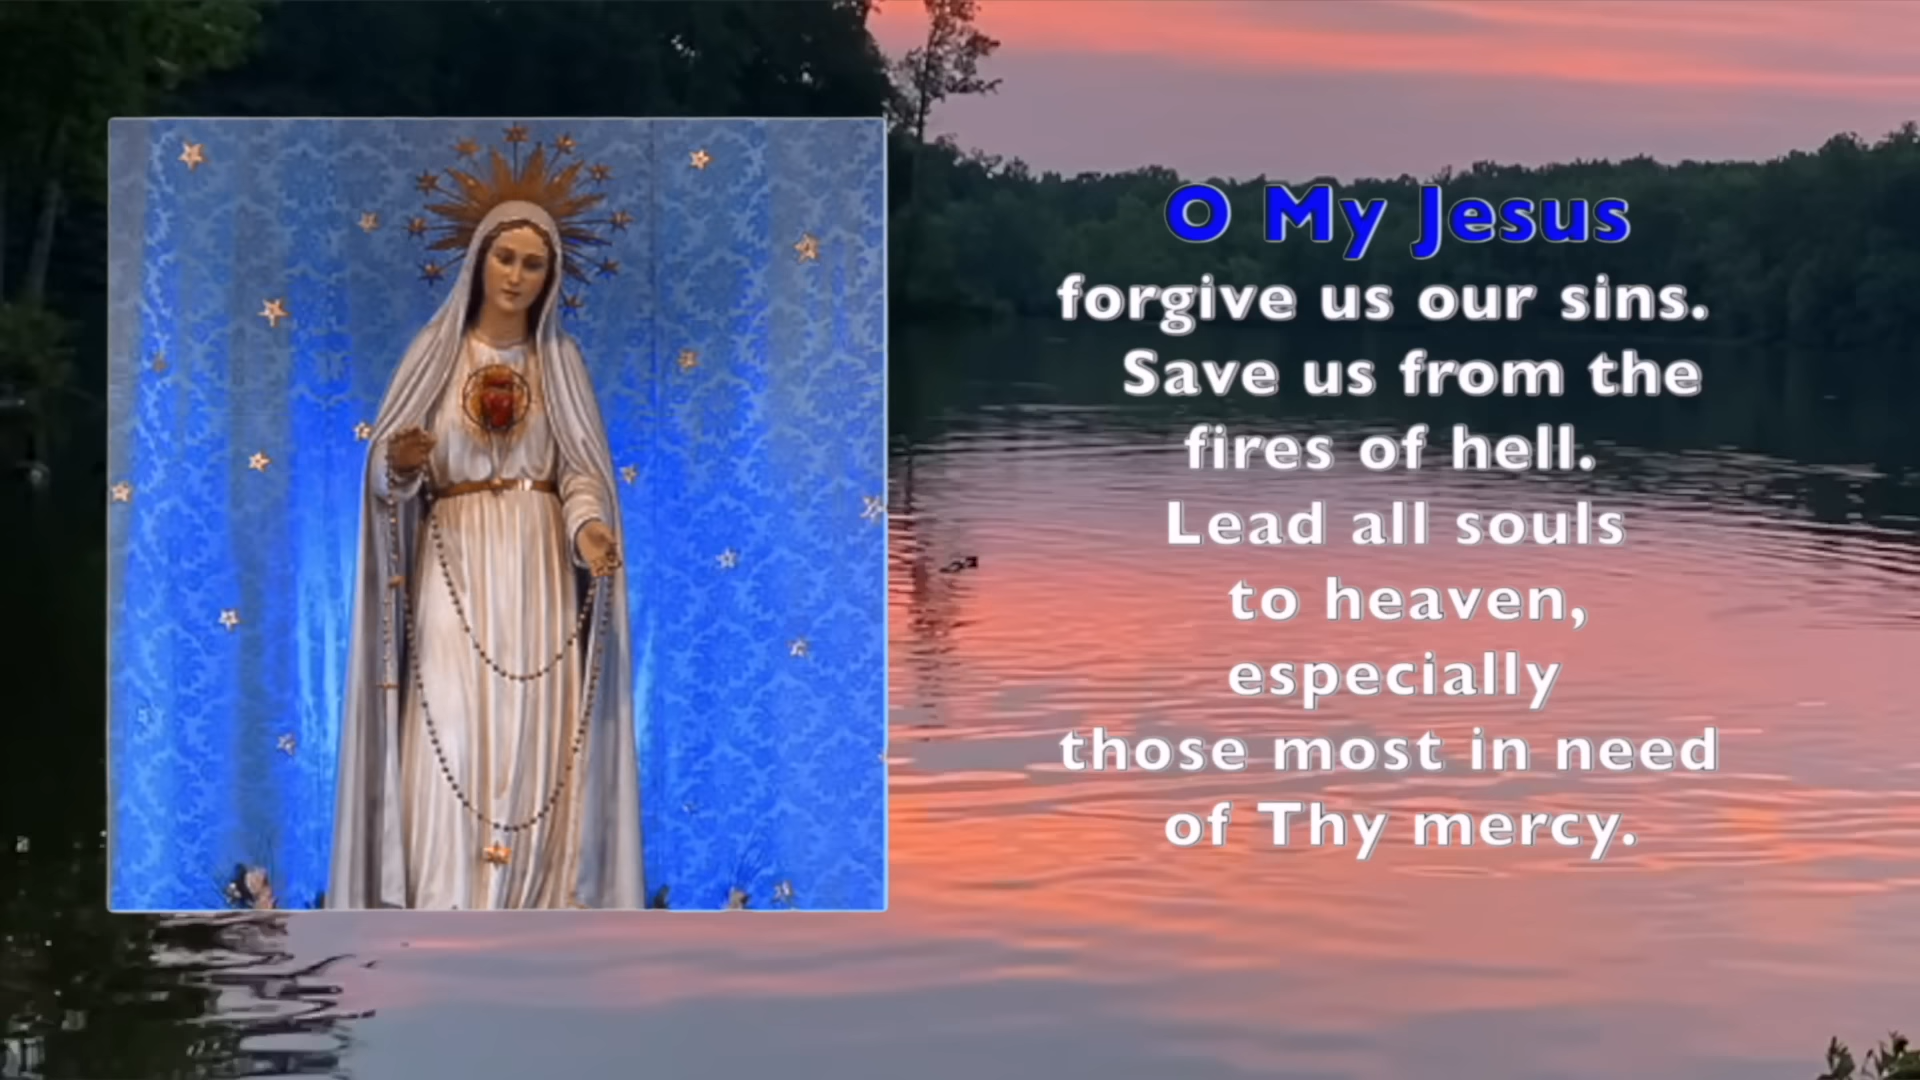 O My Jesus
forgive us our sins.
Save us from the
fires of hell.
Lead all souls
to heaven,
especially
those most in need
of Thy mercy.